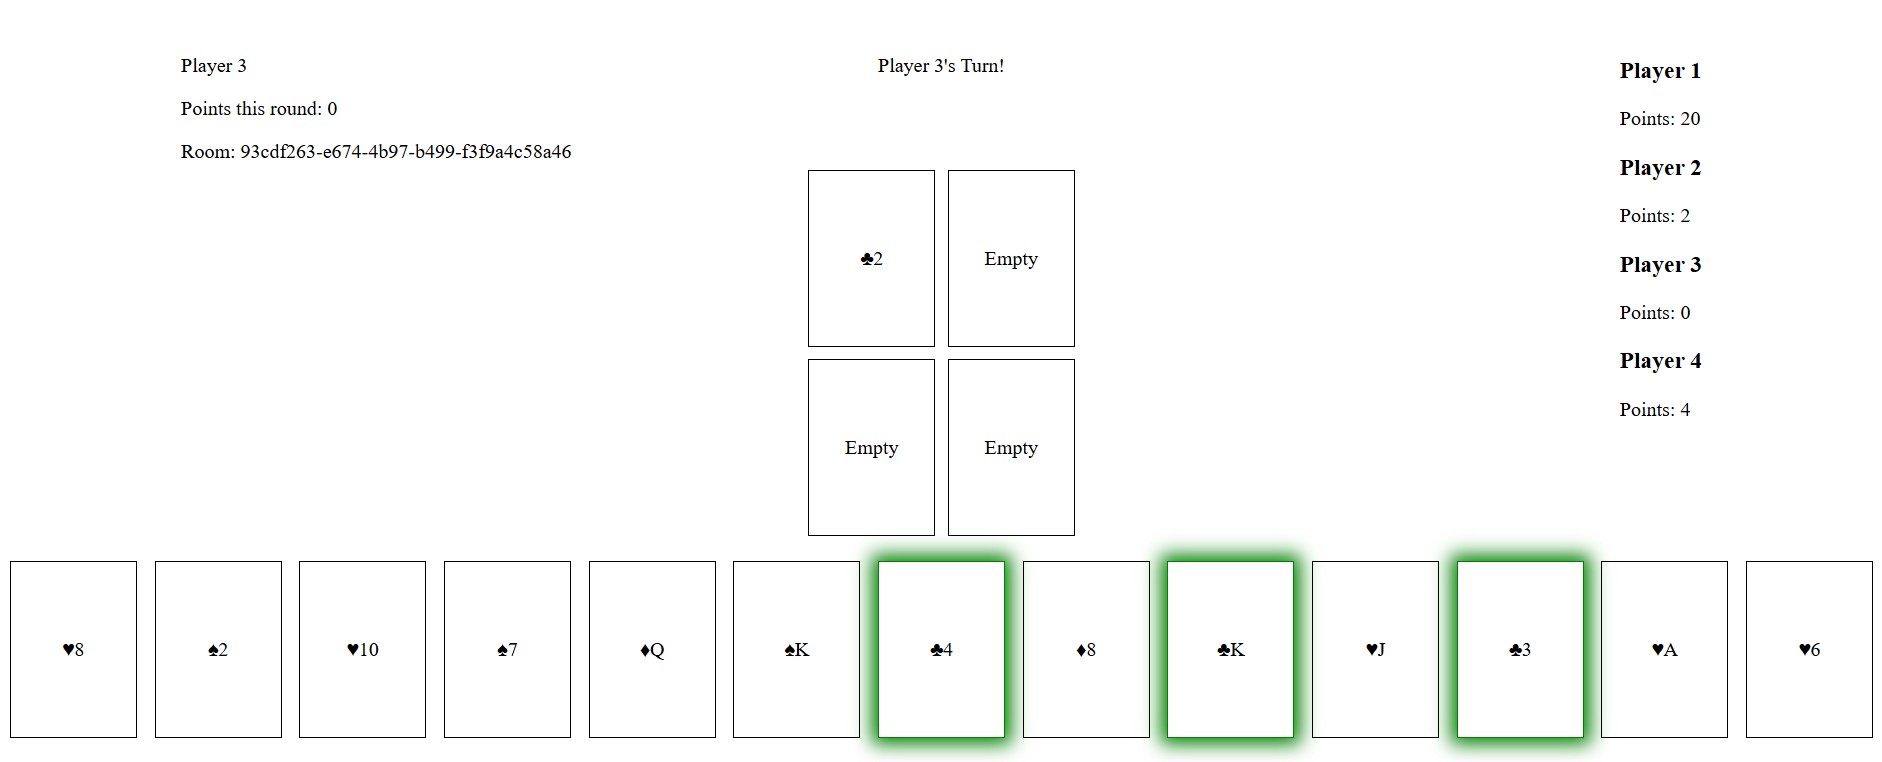 Player 3
Points this round: 0
Room: 93cdf263-e674-4b97-b499-f3f9a4c58a46
Player 3's Turn!
♣2
Empty
Empty
Empty
Player 1
Points: 20
Player 2
Points: 2
Player 3
Points: 0
Player 4
Points: 4
♥8
♠2
♥10
♠7
♦Q
♠K
♣4
♦8
♣K
♥J
♣3
♥A
♥6